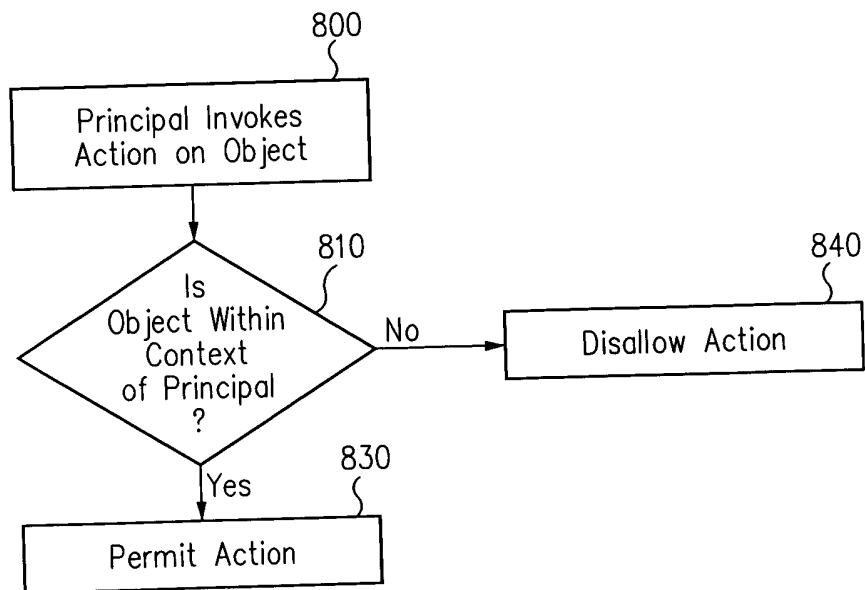 800
Principal Invokes
Action on Object
810
Is
Object Within
Context
of Principal
?
No
840
Disallow Action
Yes
830
Permit Action